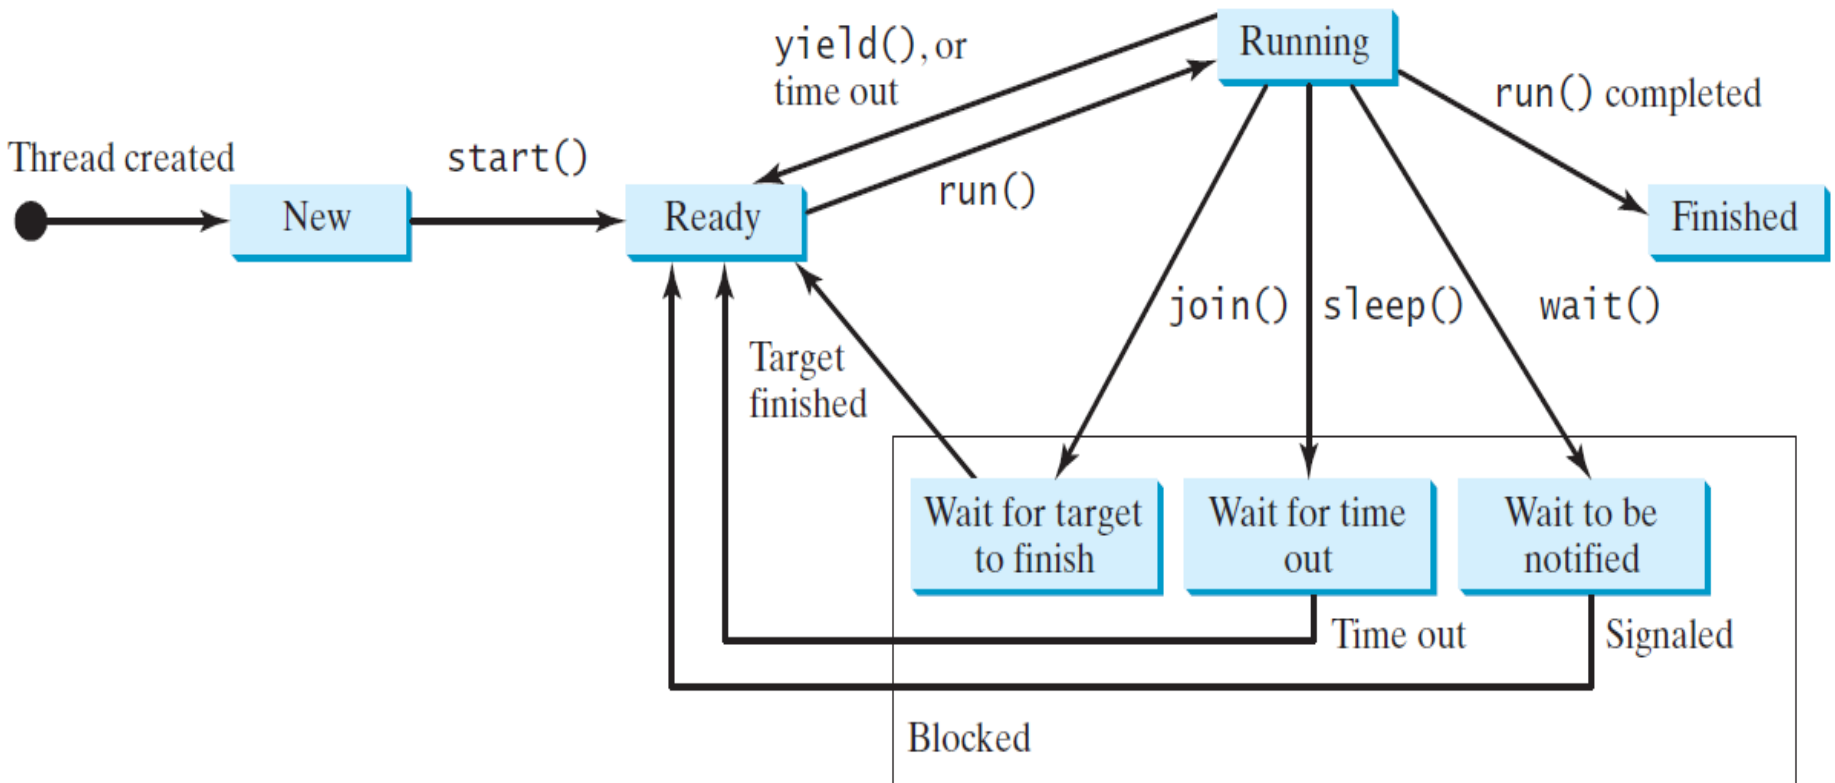 yield(), or
time out
Running
run() completed
Thread created
start()
run()
New
Ready
Finished
join()
sleep()
wait()
Target
finished
Wait for target
to finish
Wait for time
out
Wait to be
notified
Time out
Signaled
Blocked